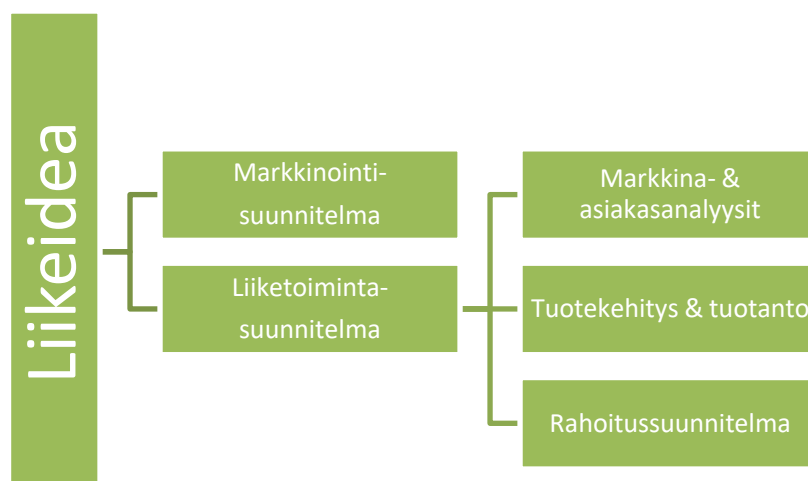 Liikeidea
Markkinointi-
suunnitelma
Liiketoiminta-
suunnitelma
Markkina- &
asiakasanalyysit
Tuotekehitys & tuotanto
Rahoitussuunnitelma